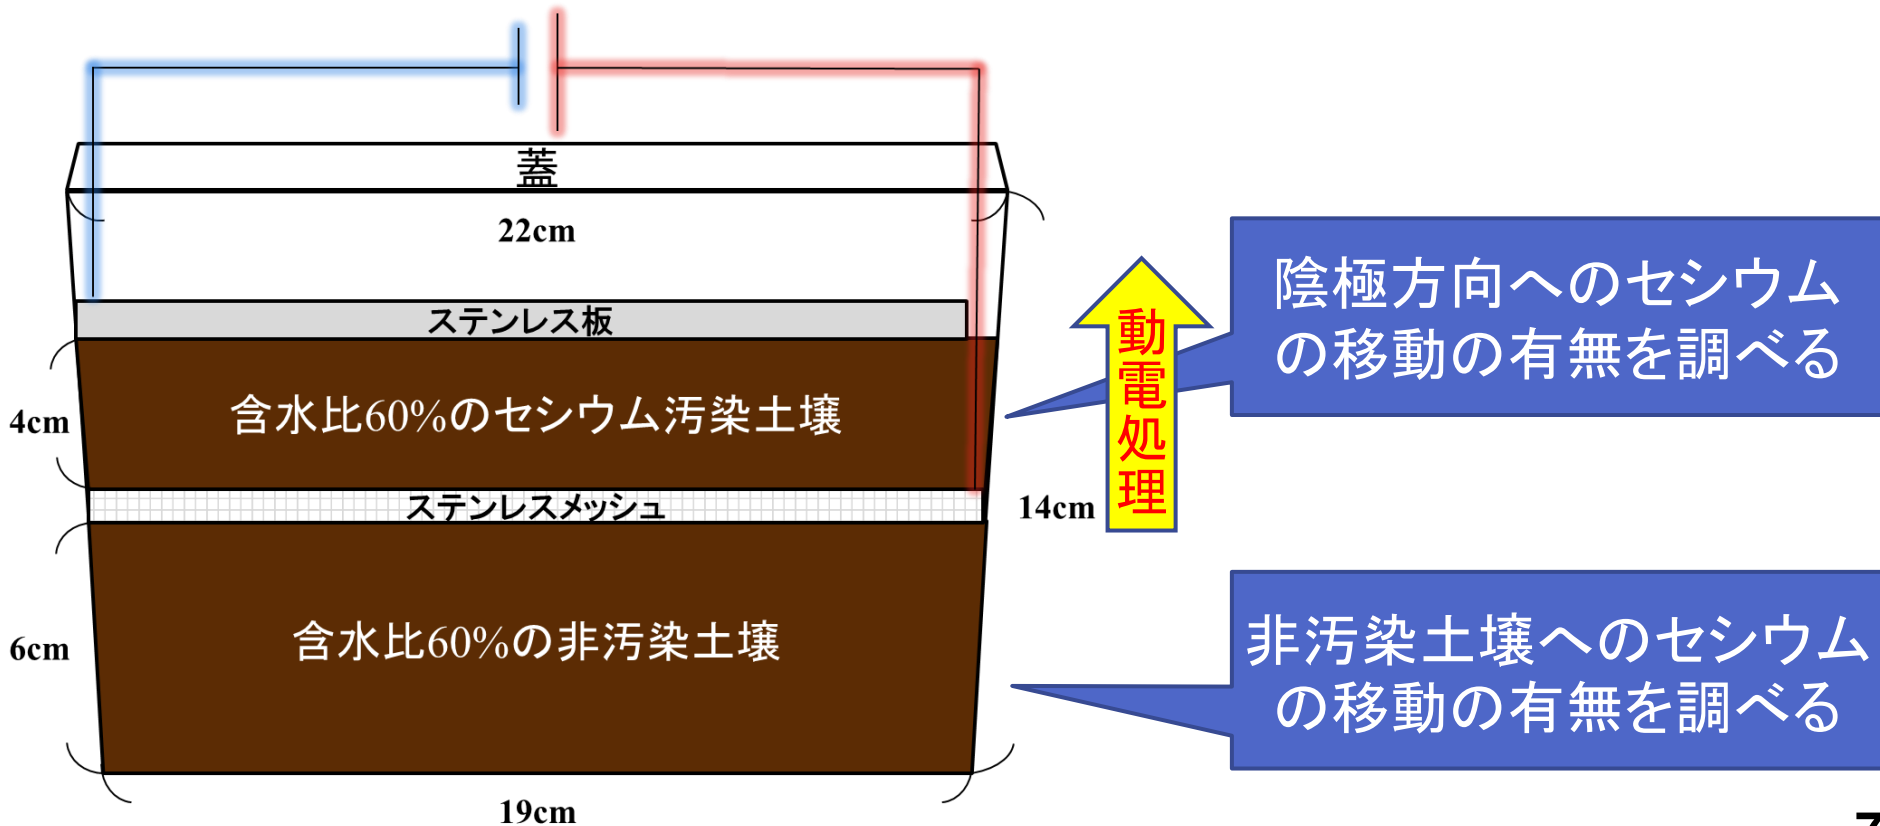 蓋
22cm
ステンレス板
4cm
含水比60%のセシウム汚染土壌
ステンレスメッシュ
14cm
6cm
含水比60%の非汚染土壌
19cm
動電処理
陰極方向へのセシウム
の移動の有無を調べる
非汚染土壌へのセシウム
の移動の有無を調べる